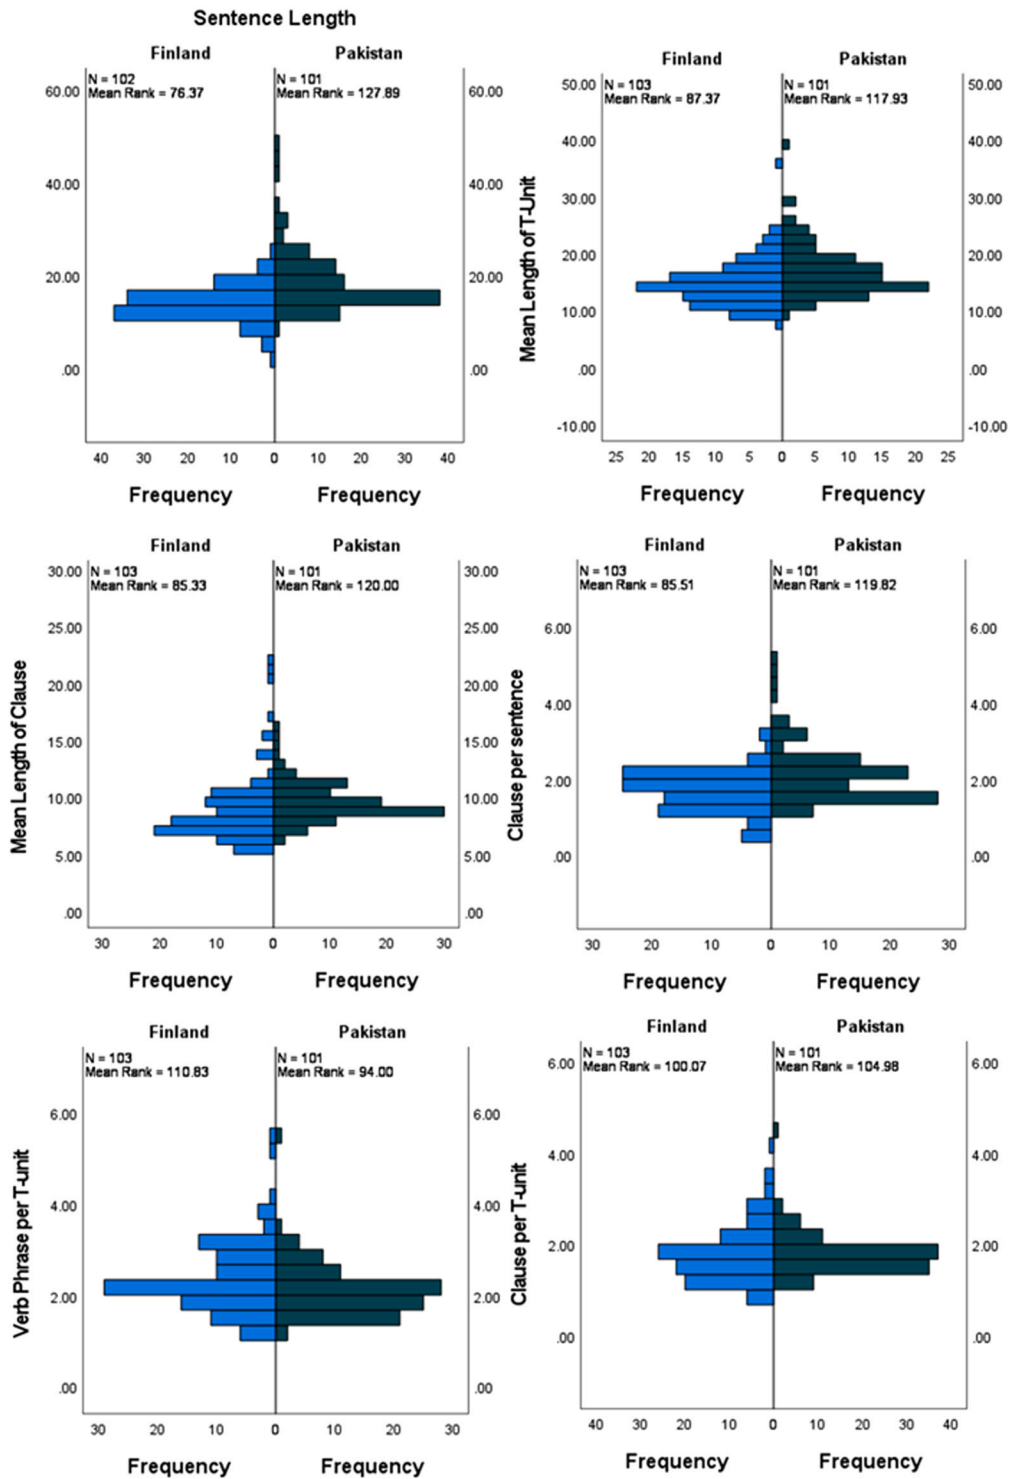 Sentence Length
Finland Pakistan
N = 102 N = 101
Mean Rank = 76.37 Mean Rank = 127.89
60.00 60.00
40.00 40.00
20.00 20.00
.00 .00
40 30 20 10 0 10 20 30 40
Frequency Frequency
Finland Pakistan
N = 103 N = 101
Mean Rank = 87.37 Mean Rank = 117.93
Mean Length of T-Unit
50.00 50.00
40.00 40.00
30.00 30.00
20.00 20.00
10.00 10.00
.00 .00
-10.00 -10.00
25 20 15 10 5 0 5 10 15 20 25
Frequency Frequency
Finland Pakistan
N = 103 N = 101
Mean Rank = 85.33 Mean Rank = 120.00
Mean Length of Clause
30.00 30.00
25.00 25.00
20.00 20.00
15.00 15.00
10.00 10.00
5.00 5.00
.00 .00
30 20 10 0 10 20 30
Frequency Frequency
Finland Pakistan
N = 103 N = 101
Mean Rank = 85.51 Mean Rank = 119.82
Clause per sentence
6.00 6.00
4.00 4.00
2.00 2.00
.00 .00
30 20 10 0 10 20 30
Frequency Frequency
Finland Pakistan
N = 103 N = 101
Mean Rank = 110.83 Mean Rank = 94.00
Verb Phrase per T-unit
6.00 6.00
4.00 4.00
2.00 2.00
.00 .00
30 20 10 0 10 20 30
Frequency Frequency
Finland Pakistan
N = 103 N = 101
Mean Rank = 100.07 Mean Rank = 104.98
Clause per T-unit
6.00 6.00
4.00 4.00
2.00 2.00
.00 .00
40 30 20 10 0 10 20 30 40
Frequency Frequency